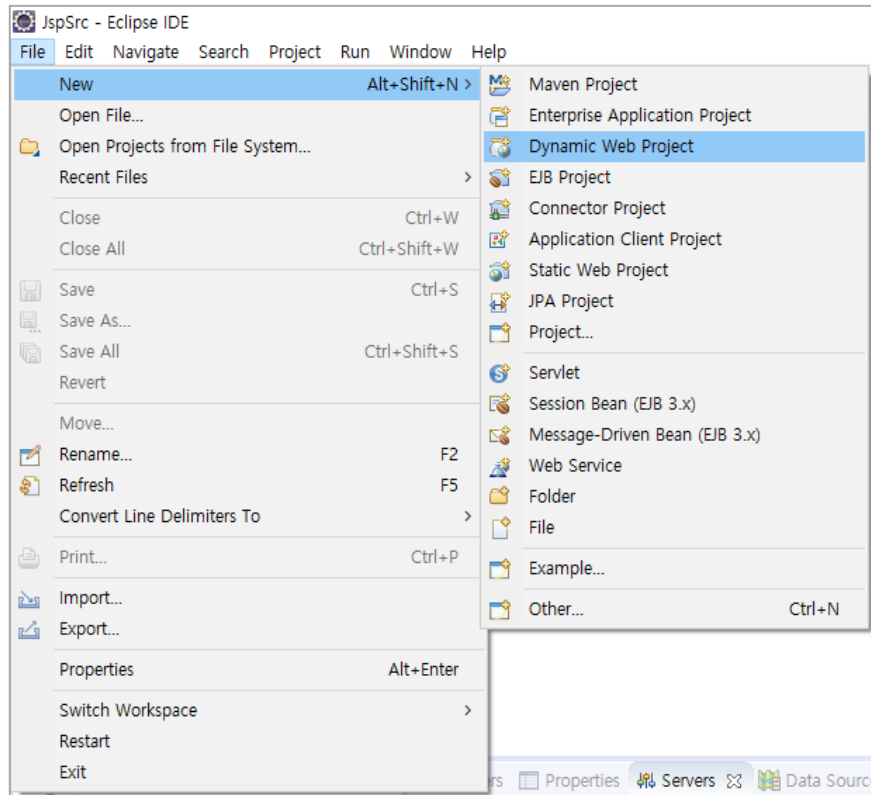 JspSrc - Eclipse IDE
File Edit Navigate Search Project Run Window Help
New Alt+Shift+N >
Open File...
Open Projects from File System...
Recent Files >
Close Ctrl+W
Close All Ctrl+Shift+W
Save Ctrl+S
Save As...
Save All Ctrl+Shift+S
Revert
Move...
Rename... F2
Refresh F5
Convert Line Delimiters To >
Print... Ctrl+P
Import...
Export...
Properties Alt+Enter
Switch Workspace >
Restart
Exit
Maven Project
Enterprise Application Project
Dynamic Web Project
EJB Project
Connector Project
Application Client Project
Static Web Project
JPA Project
Project...
Servlet
Session Bean (EJB 3.x)
Message-Driven Bean (EJB 3.x)
Web Service
Folder
File
Example...
Other... Ctrl+N
Properties Servers Data Sourc